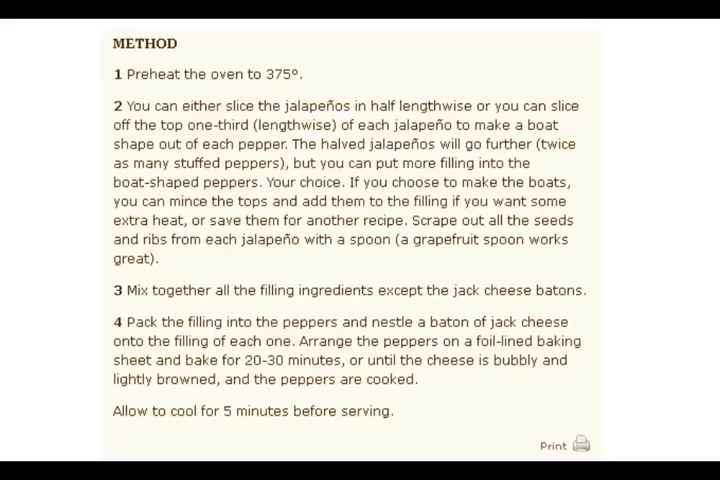 METHOD
1 Preheat the oven to 375°.
2 You can either slice the jalapeños in half lengthwise or you can slice
off the top one-third (lengthwise) of each jalapeño to make a boat
shape out of each pepper. The halved jalapeños will go further (twice
as many stuffed peppers), but you can put more filling into the
boat-shaped peppers. Your choice. If you choose to make the boats,
you can mince the tops and add them to the filling if you want some
extra heat, or save them for another recipe. Scrape out all the seeds
and ribs from each jalapeño with a spoon (a grapefruit spoon works
great).
3 Mix together all the filling ingredients except the jack cheese batons.
4 Pack the filling into the peppers and nestle a baton of jack cheese
onto the filling of each one. Arrange the peppers on a foil-lined baking
sheet and bake for 20-30 minutes, or until the cheese is bubbly and
lightly browned, and the peppers are cooked.
Allow to cool for 5 minutes before serving.
Print